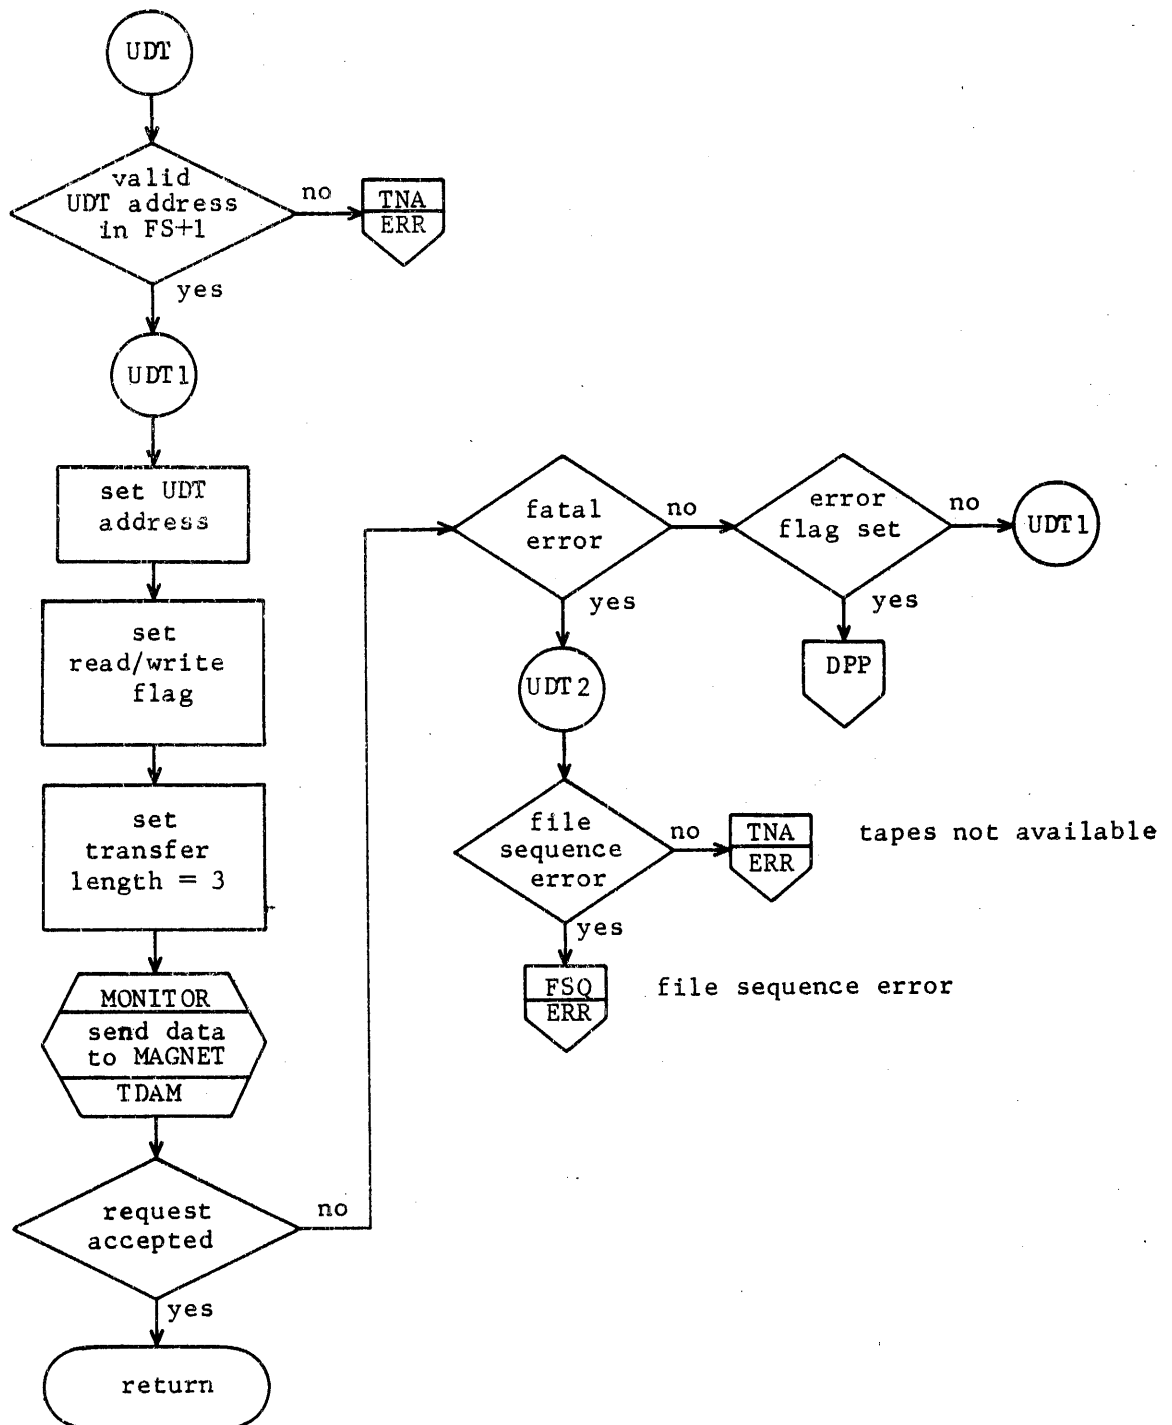 UDT
valid
UDT address
in FS+1
no
TNA
ERR
yes
UDT1
set UDT
address
set
read/write
flag
set
transfer
length = 3
MONITOR
send data
to MAGNET
TDAM
request
accepted
no
yes
return
fatal
error
no
error
flag set
no
UDT1
yes
DPP
yes
UDT2
file
sequence
error
no
TNA
ERR
tapes not available
yes
FSQ
ERR
file sequence error